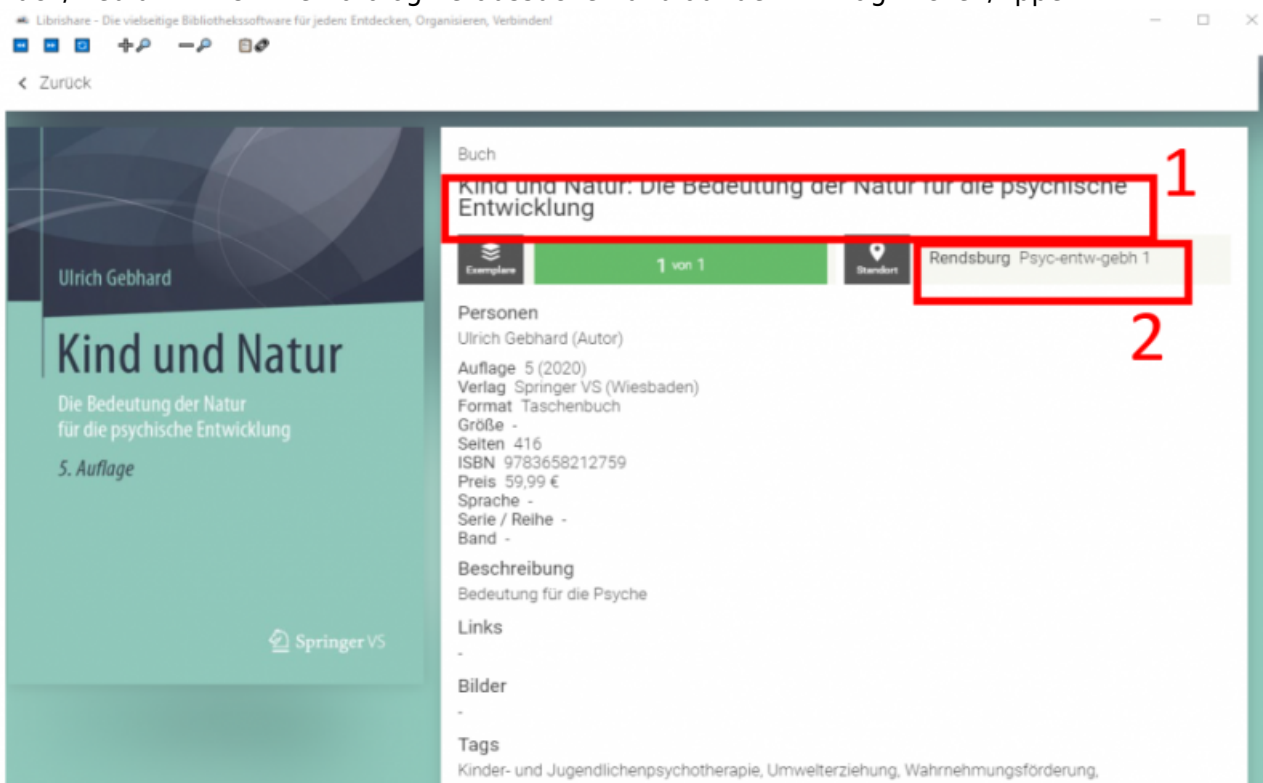 Librishare - Die vielseitige Bibliothekssoftware für jeden: Entdecken, Organisieren, Verbinden!
Zurück
Ulrich Gebhard
Kind und Natur
Die Bedeutung der Natur
für die psychische Entwicklung
5. Auflage
Springer VS
Buch
1
Kind und Natur: Die Bedeutung der Natur für die psychische
Entwicklung
Exemplare
1 von 1
Standort
Rendsburg Psyc-entw-gebh 1
2
Personen
Ulrich Gebhard (Autor)
Auflage 5 (2020)
Verlag Springer VS (Wiesbaden)
Format Taschenbuch
Größe -
Seiten 416
ISBN 9783658212759
Preis 59,99 €
Sprache -
Serie / Reihe -
Band -
Beschreibung
Bedeutung für die Psyche
Links
-
Bilder
-
Tags
Kinder- und Jugendlichenpsychotherapie, Umwelterziehung, Wahrnehmungsförderung,